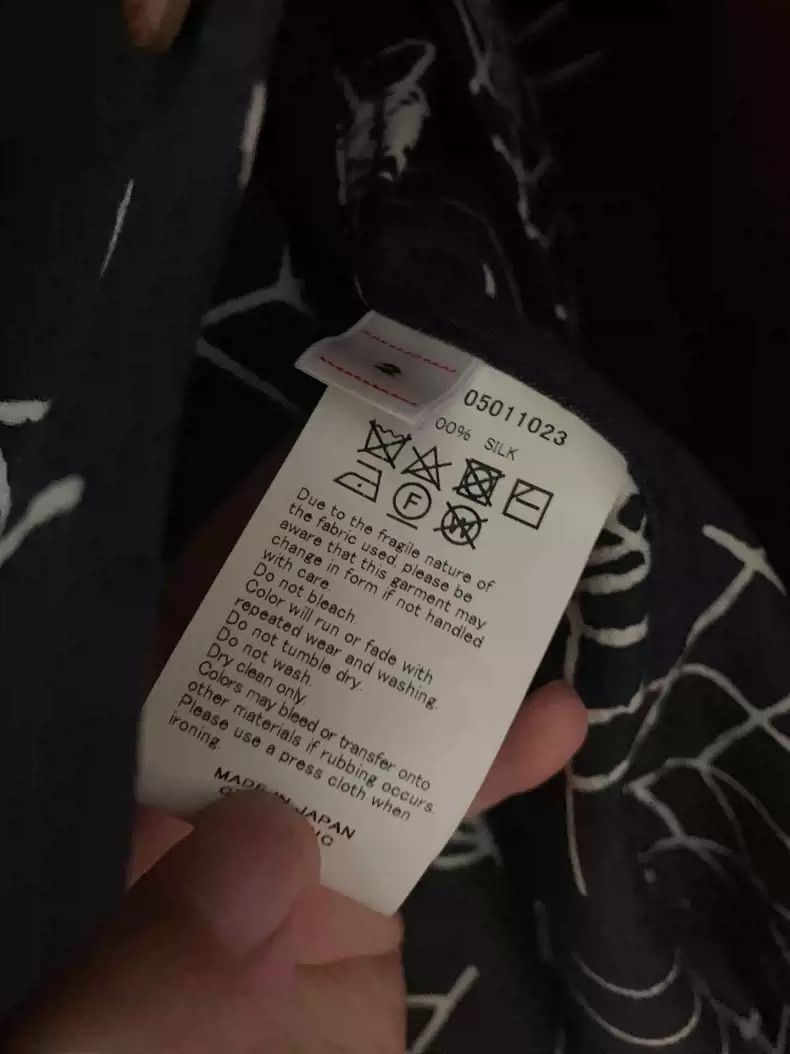 05011023
00% SILK
F
W
Due to the fragile nature of
the fabric used, please be
aware that this garment may
change in form if not handled
with care.
Do not bleach.
Color will run or fade with
repeated wear and washing.
Do not tumble dry.
Do not wash.
Dry clean only.
Colors may bleed or transfer onto
other materials if rubbing occurs.
Please use a press cloth when
ironing.
MADE IN JAPAN